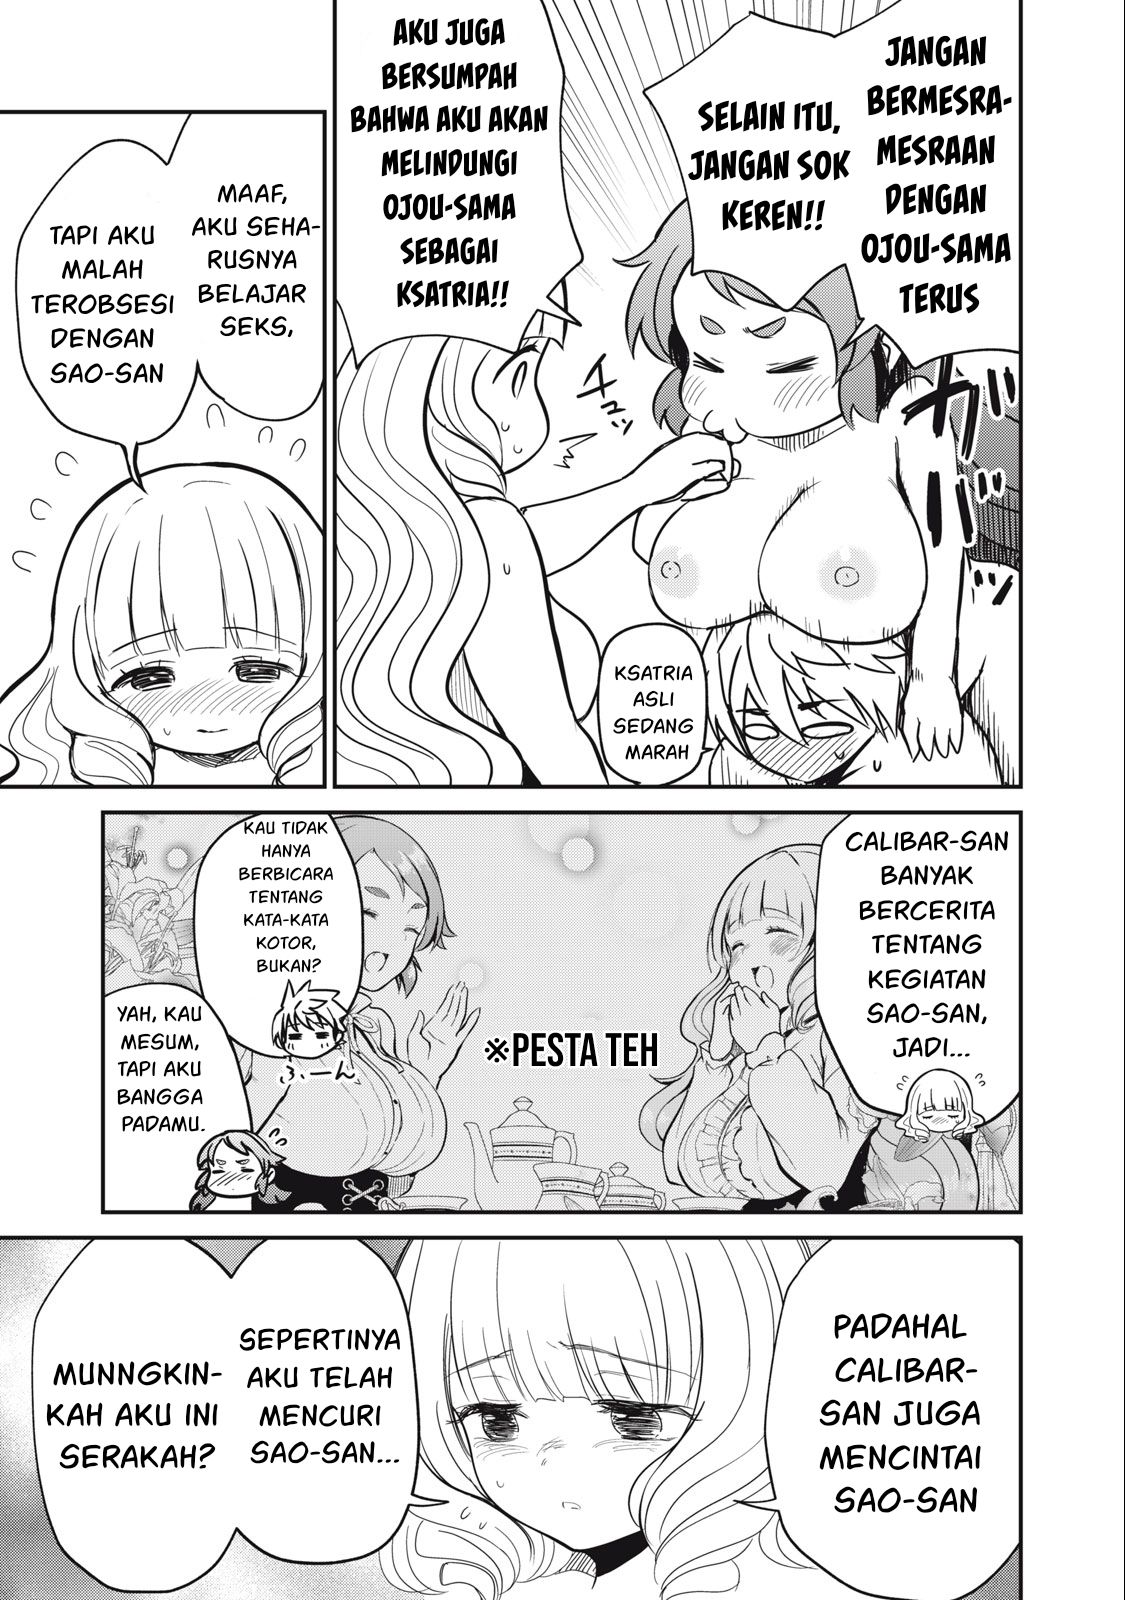 JANGAN
BERMESRA-
MESRAAN
DENGAN
OJOU-SAMA
TERUS
SELAIN ITU,
JANGAN SOK
KEREN!!
AKU JUGA
BERSUMPAH
BAHWA AKU AKAN
MELINDUNGI
OJOU-SAMA
SEBAGAI
KSATRIA!!
KSATRIA
ASLI
SEDANG
MARAH
MAAF,
AKU SEHA-
RUSNYA
BELAJAR
SEKS,
TAPI AKU
MALAH
TEROBSESI
DENGAN
SAO-SAN
CALIBAR-SAN
BANYAK
BERCERITA
TENTANG
KEGIATAN
SAO-SAN,
JADI...
※PESTA TEH
KAU TIDAK
HANYA
BERBICARA
TENTANG
KATA-KATA
KOTOR,
BUKAN?
ふーん
YAH, KAU
MESUM,
TAPI AKU
BANGGA
PADAMU.
PADAHAL
CALIBAR-
SAN JUGA
MENCINTAI
SAO-SAN
SEPERTINYA
AKU TELAH
MENCURI
SAO-SAN...
MUNNGKIN-
KAH AKU INI
SERAKAH?